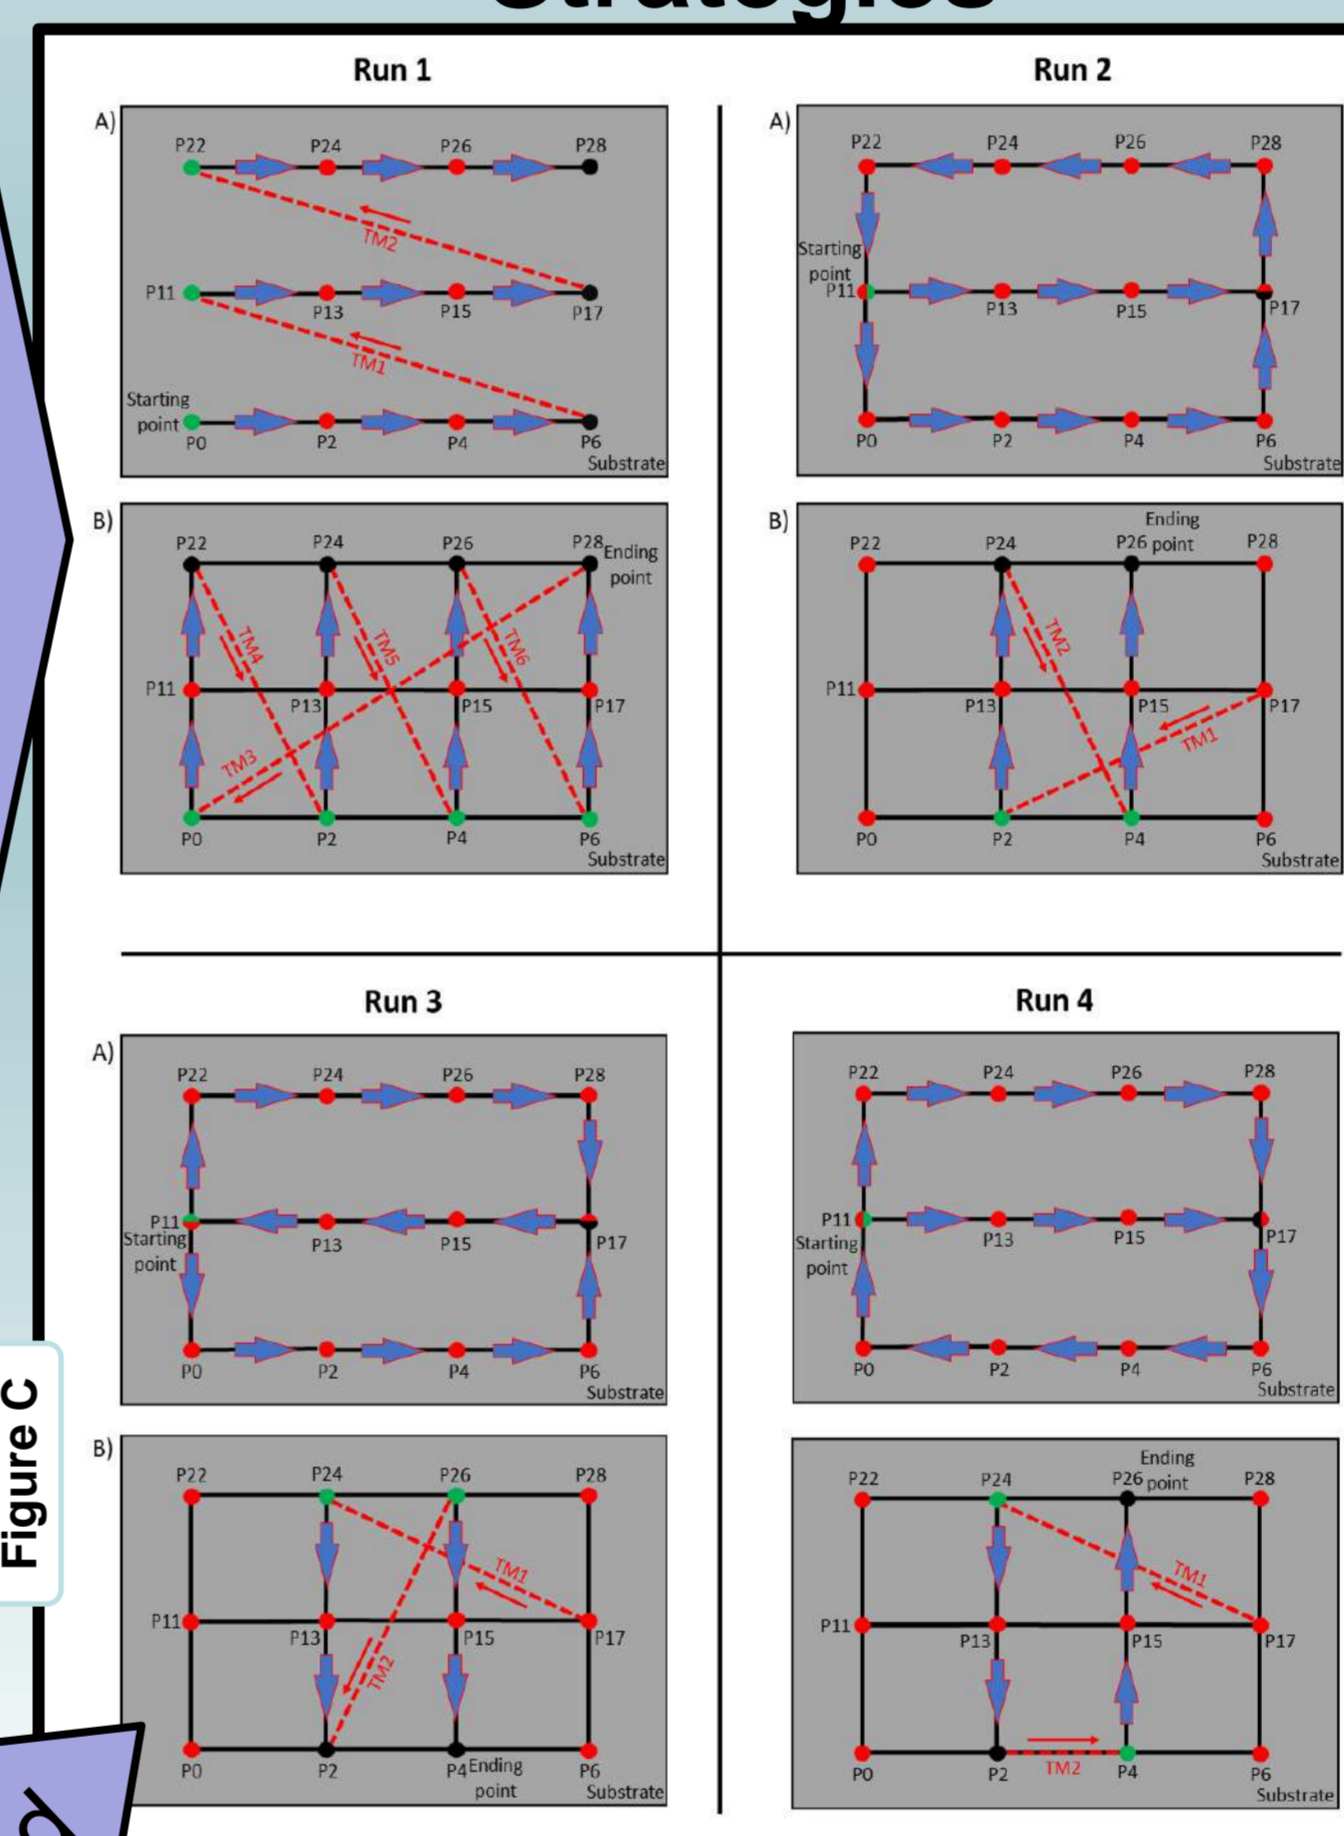 Strategies
Run 1
A)
P22 P24 P26 P28
TM2
P11 P13 P15 P17
TM1
Starting
point
P0 P2 P4 P6
Substrate
B)
P22 P24 P26 P28 Ending
point
TM4 TM5 TM6
P11 P13 P15 P17
TM3
P0 P2 P4 P6
Substrate
Run 2
A)
P22 P24 P26 P28
Starting
point
P11 P13 P15 P17
P0 P2 P4 P6
Substrate
B)
Ending
P22 P24 P26 point P28
TM2
P11 P13 P15 P17
TM1
P0 P2 P4 P6
Substrate
Run 3
A)
P22 P24 P26 P28
P11 P13 P15 P17
Starting
point
P0 P2 P4 P6
Substrate
B)
P22 P24 P26 P28
TM1
P11 P13 P15 P17
TM2
P0 P2 P4 Ending P6
point Substrate
Run 4
P22 P24 P26 P28
P11 P13 P15 P17
Starting
point
P0 P2 P4 P6
Substrate
Ending
P22 P24 P26 point P28
TM1
P11 P13 P15 P17
P0 P2 TM2 P4 P6
Substrate
Figure C